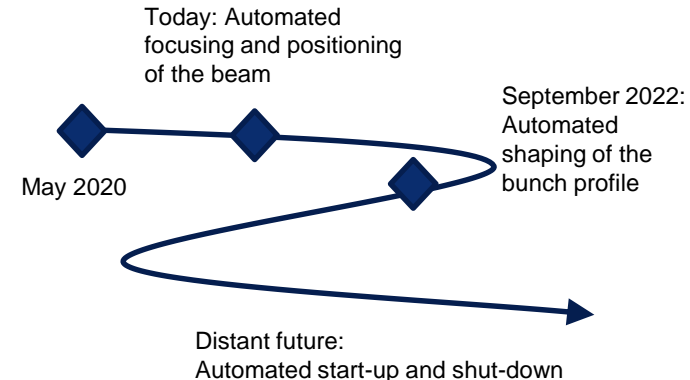 Today: Automated
focusing and positioning
of the beam
September 2022:
Automated
shaping of the
bunch profile
May 2020
Distant future:
Automated start-up and shut-down